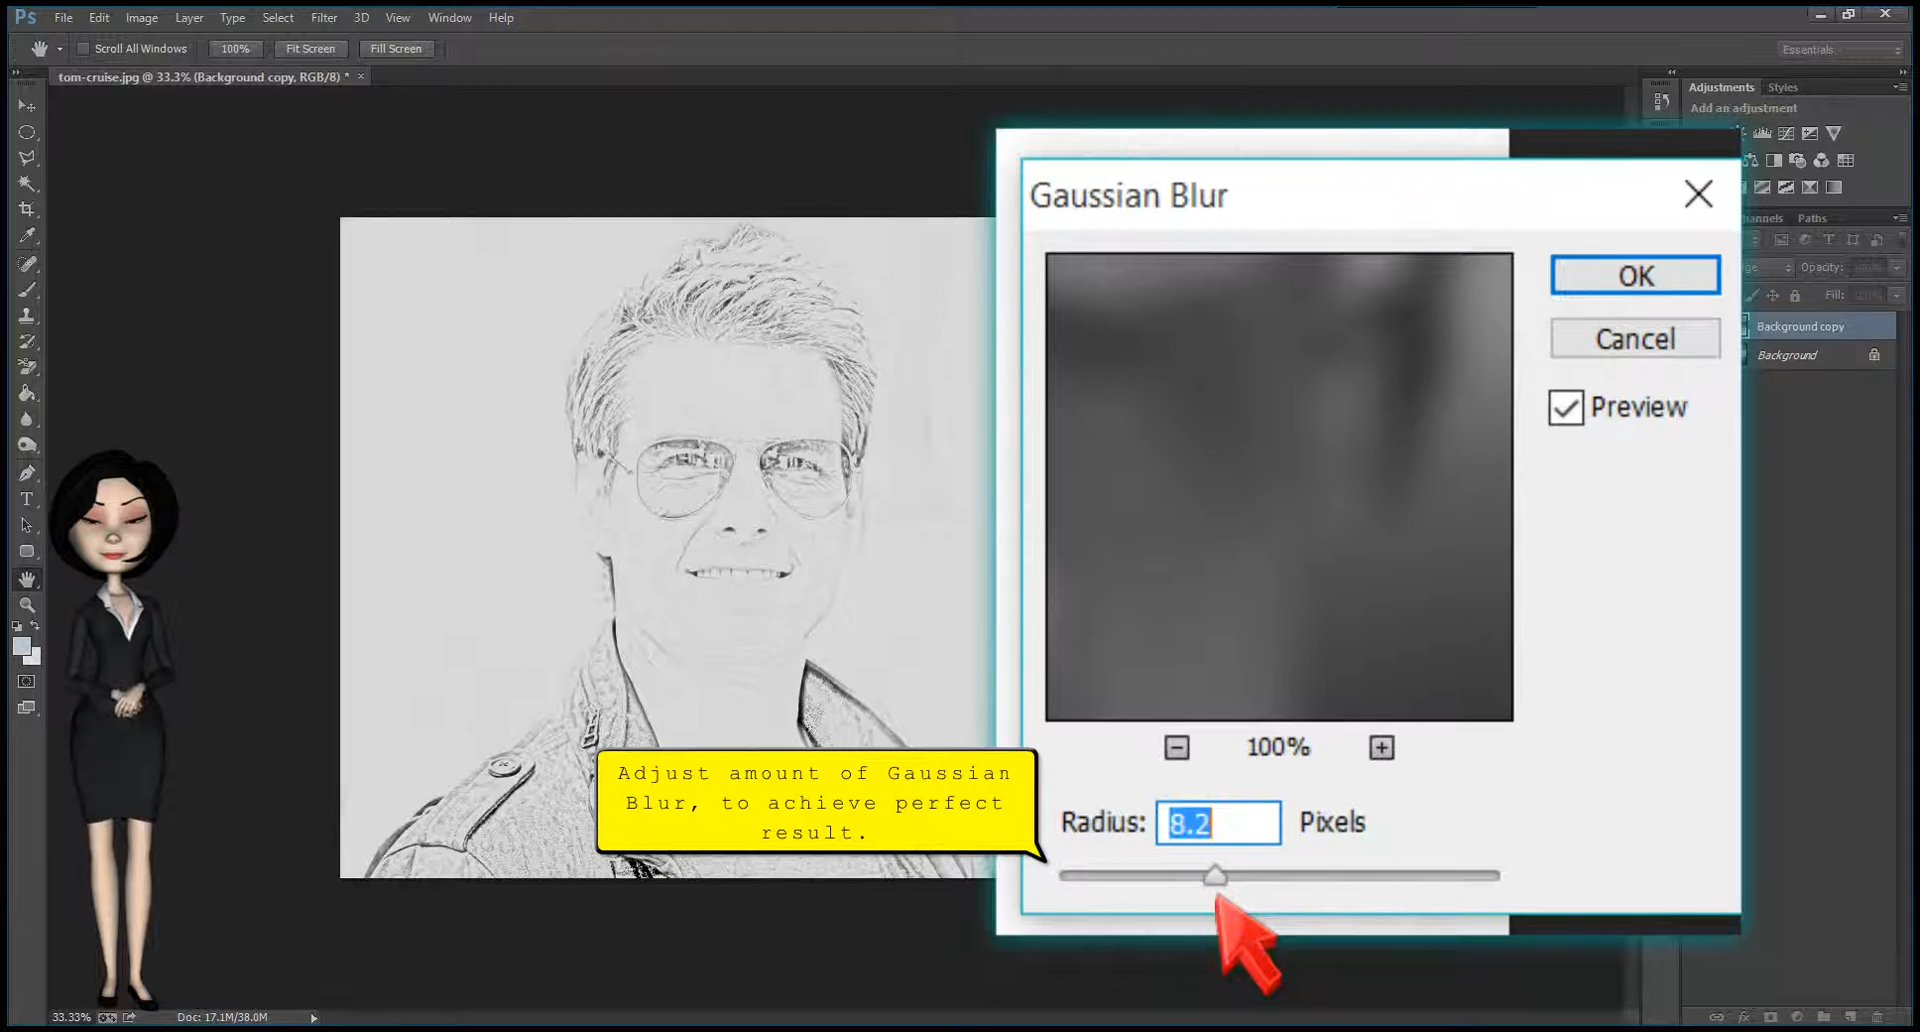 Ps File Edit Image Layer Type Select Filter 3D View Window Help
Scroll All Windows 100% Fit Screen Fill Screen Essentials
tom-cruise.jpg @ 33.3% (Background copy, RGB/8) * ×
Adjustments Styles
Add an adjustment
Gaussian Blur
OK
Cancel
Preview
100%
Radius: 8.2 Pixels
hannels Paths
Opacity:
Fill:
Background copy
Background
Adjust amount of Gaussian
Blur, to achieve perfect
result.
33.33% Doc: 17.1M/38.0M